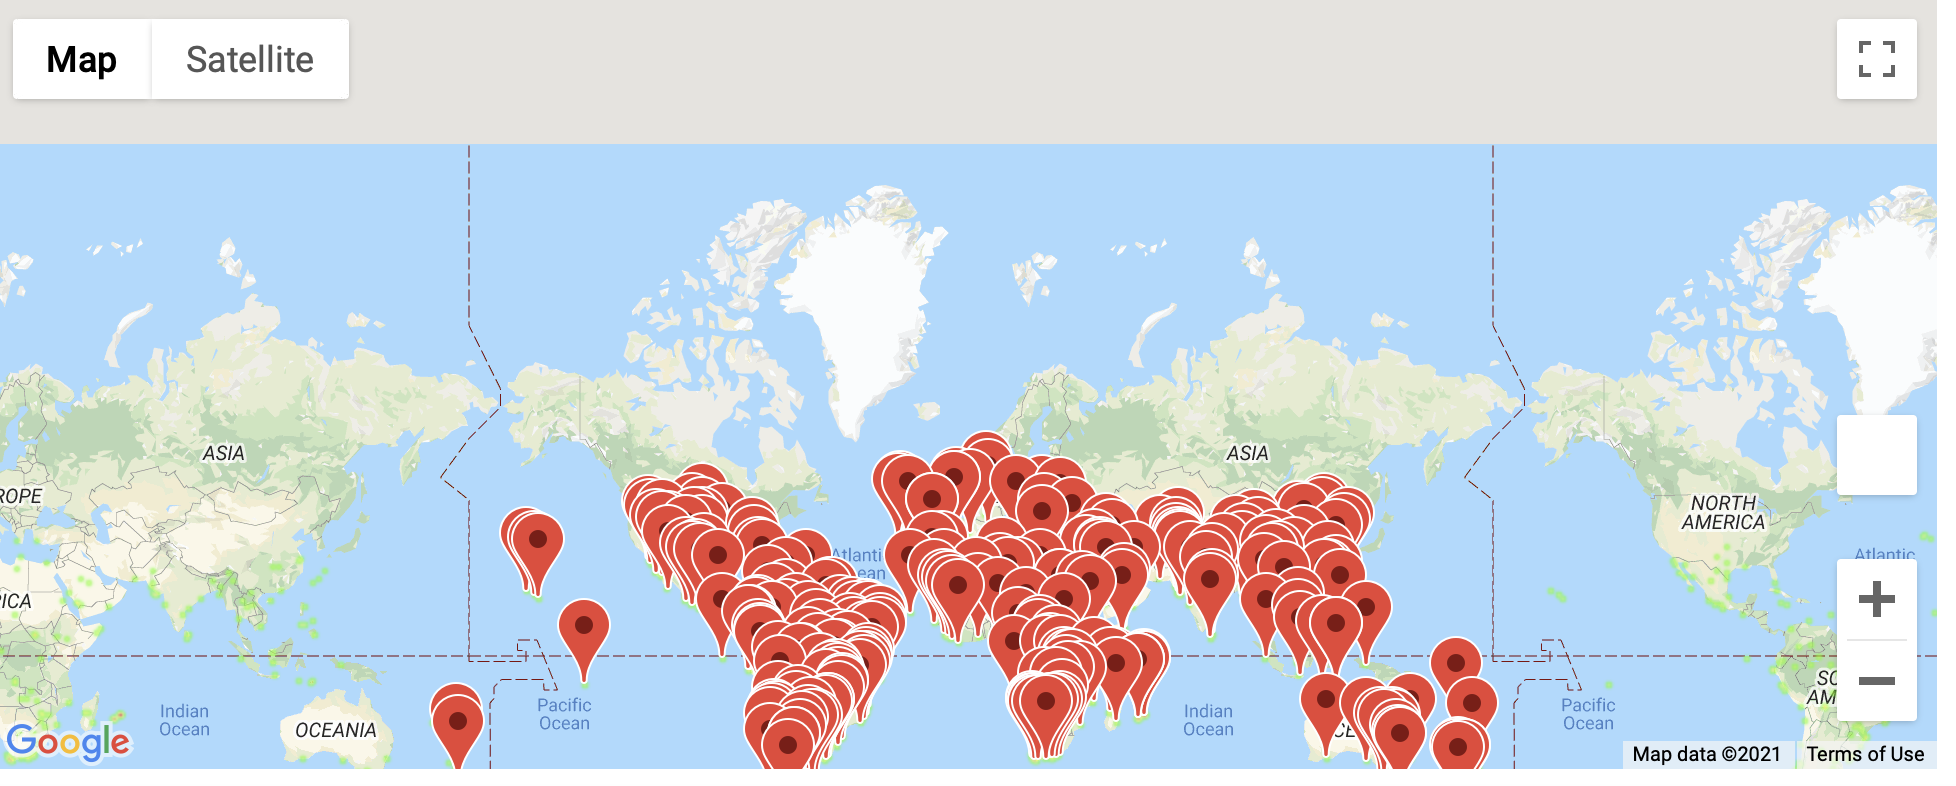 Map
Satellite
ASIA
ASIA
ROPE
NORTH
AMERICA
Atlanti
ean
Atlantic
ICA
SO
AM
Pacific
Ocean
Pacific
Ocean
Indian
Ocean
Indian
Ocean
OCEANIA
CE
Google
Map data ©2021
Terms of Use